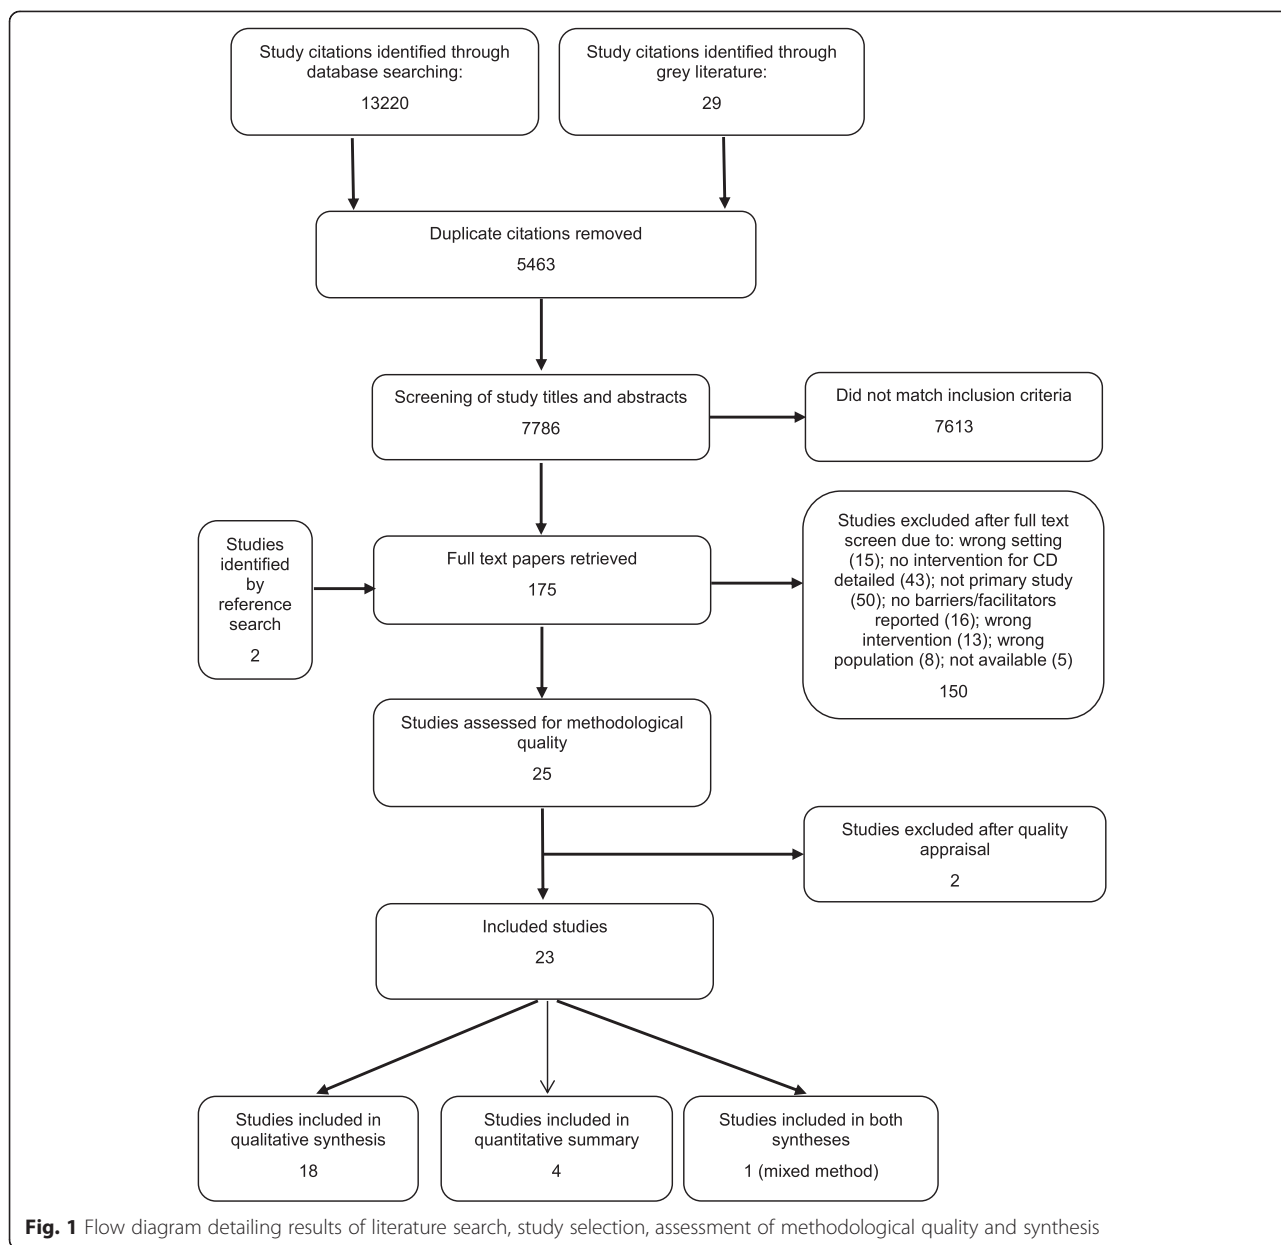 Study citations identified through
database searching:
13220
Study citations identified through
grey literature:
29
Duplicate citations removed
5463
Screening of study titles and abstracts
7786
Did not match inclusion criteria
7613
Studies
identified
by
reference
search
2
Full text papers retrieved
175
Studies excluded after full text
screen due to: wrong setting
(15); no intervention for CD
detailed (43); not primary study
(50); no barriers/facilitators
reported (16); wrong
intervention (13); wrong
population (8); not available (5)
150
Studies assessed for methodological
quality
25
Studies excluded after quality
appraisal
2
Included studies
23
Studies included in
qualitative synthesis
18
Studies included in
quantitative summary
4
Studies included in both
syntheses
1 (mixed method)
Fig. 1 Flow diagram detailing results of literature search, study selection, assessment of methodological quality and synthesis